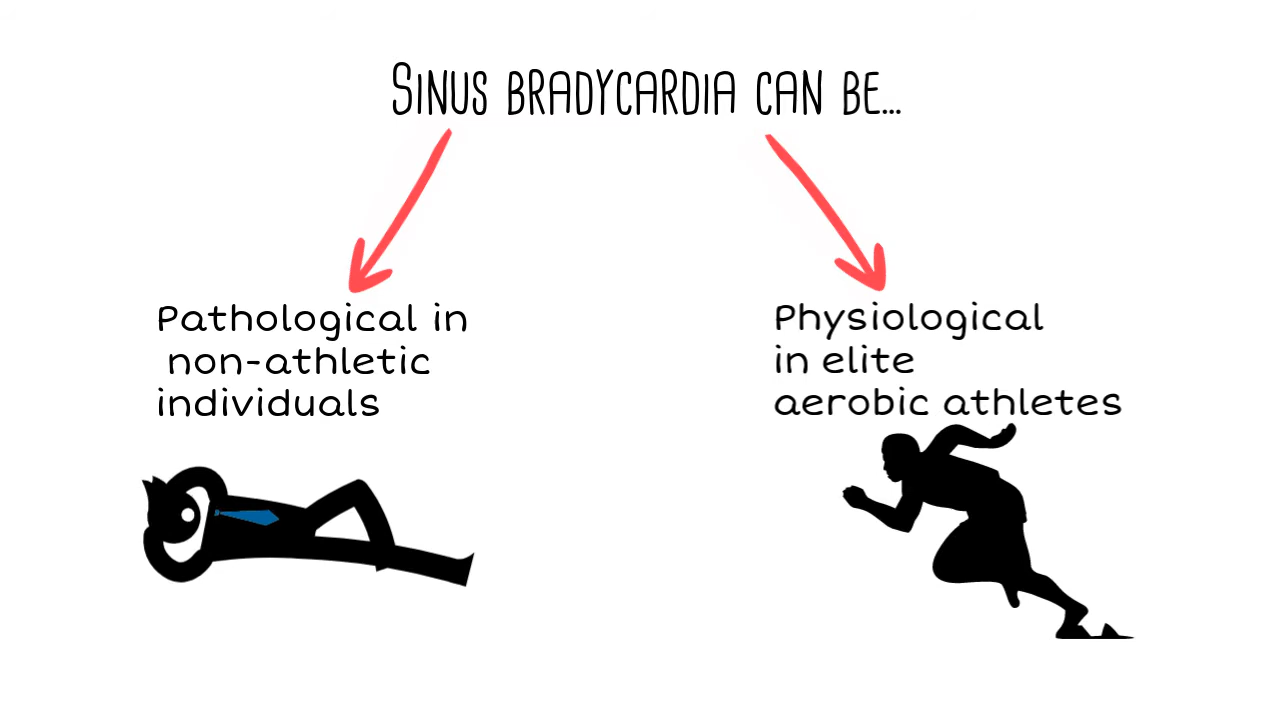 Sinus bradycardia can be...
Pathological in
non-athletic
individuals
Physiological
in elite
aerobic athletes